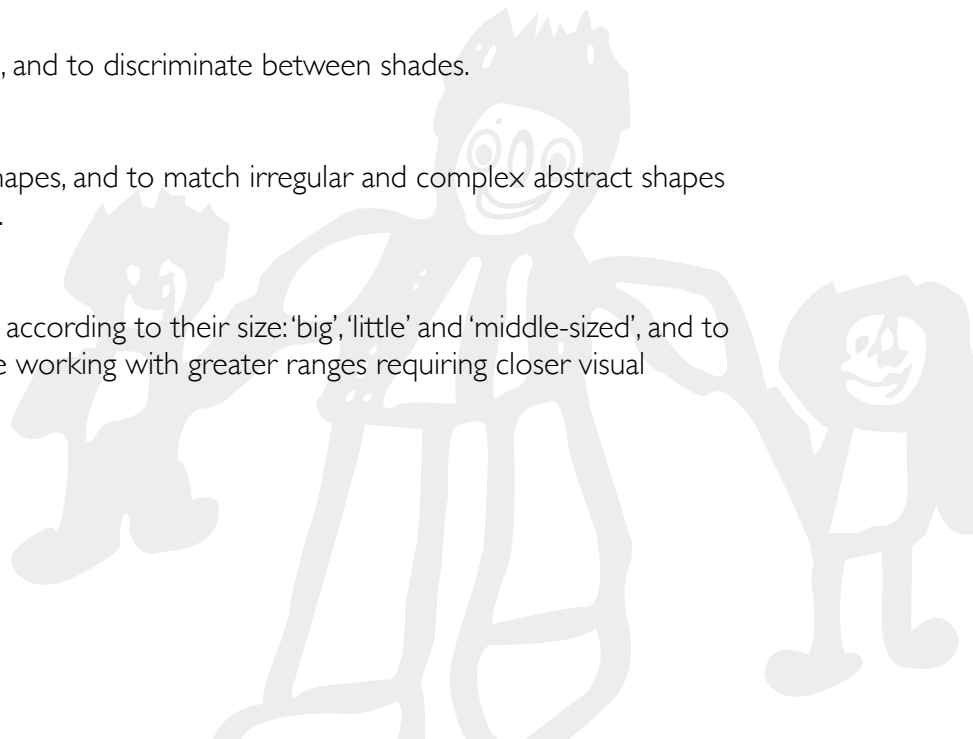 , and to discriminate between shades.
hapes, and to match irregular and complex abstract shapes
.
according to their size: ‘big’, ‘little’ and ‘middle-sized’, and to
e working with greater ranges requiring closer visual